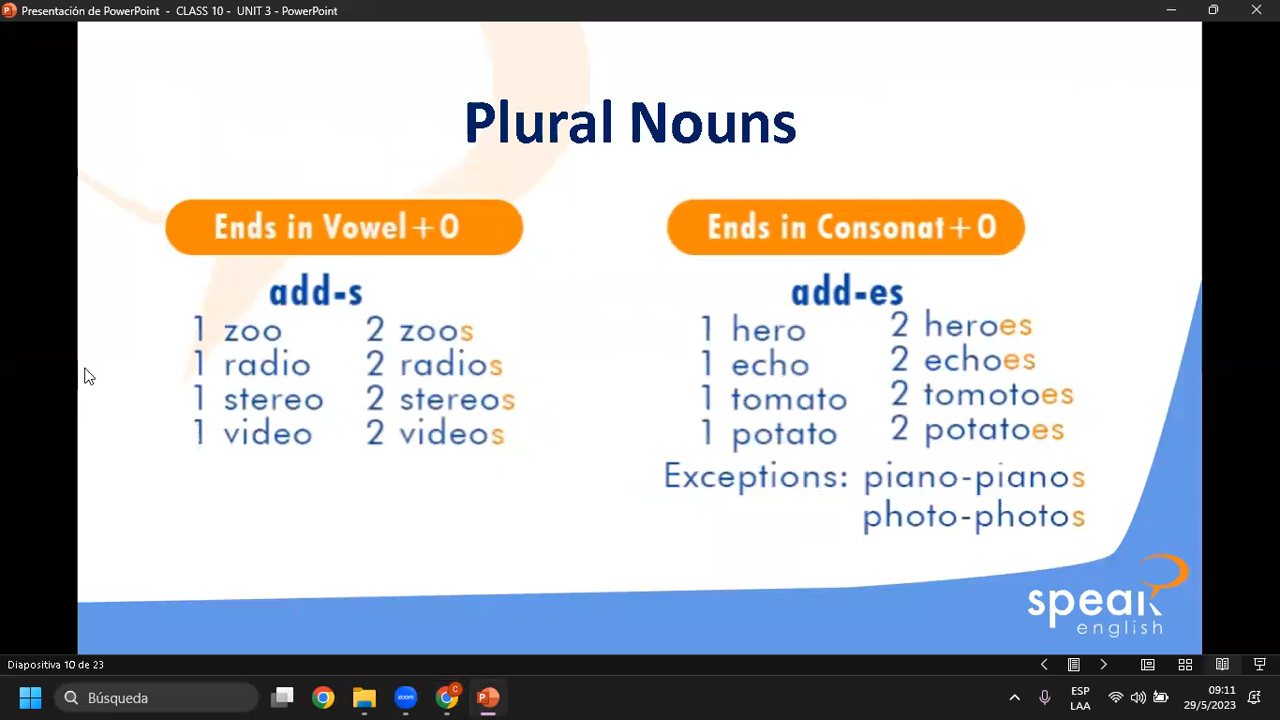 Presentación de PowerPoint - CLASS 10 - UNIT 3 - PowerPoint
Plural Nouns
Ends in Vowel+O
add-s
1 zoo 2 zoos
1 radio 2 radios
1 stereo 2 stereos
1 video 2 videos
Ends in Consonat+O
add-es
1 hero 2 heroes
1 echo 2 echoes
1 tomato 2 tomotoes
1 potato 2 potatoes
Exceptions: piano-pianos
photo-photos
speak
english
Diapositiva 10 de 23
Búsqueda
zoom
C
P
ESP
LAA
09:11
29/5/2023